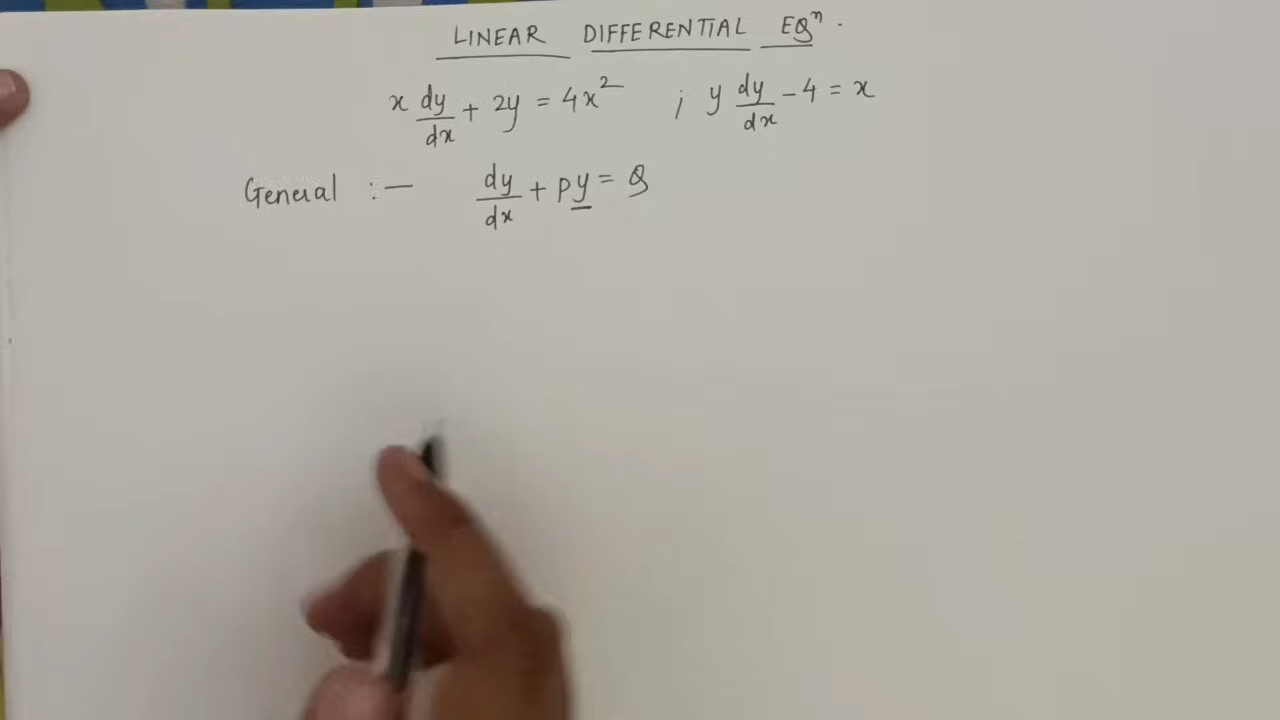 LINEAR DIFFERENTIAL EQⁿ.
x dy/dx + 2y = 4x² ; y dy/dx - 4 = x
General :— dy/dx + py = Q